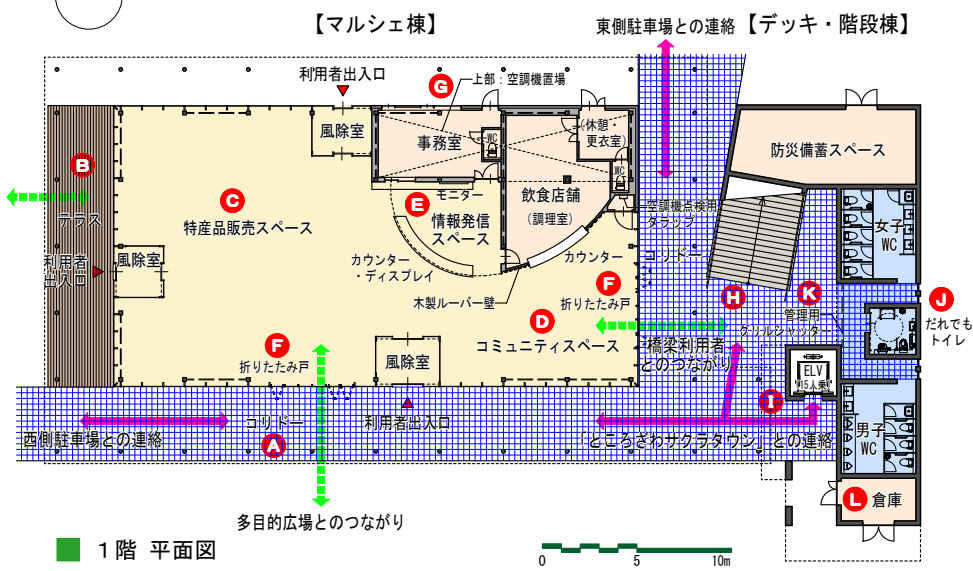 【マルシェ棟】
東側駐車場との連絡
【デッキ・階段棟】
利用者出入口
G
上部：空調機置場
風除室
事務室
WC
(休憩・
更衣室)
防災備蓄スペース
B
テラス
C
特産品販売スペース
E
モニター
情報発信
スペース
飲食店舗
(調理室)
WC
空調機点検用
タラップ
コリドー
女子
WC
利用者
出入口
風除室
カウンター
・ディスプレイ
カウンター
木製ルーバー壁
F
折りたたみ戸
H
K
管理用
グリルシャッター
J
だれでも
トイレ
D
コミュニティスペース
F
折りたたみ戸
風除室
橋梁利用者
とのつながり
ELV
15人乗
I
西側駐車場との連絡
コリドー
A
利用者出入口
「ところざわサクラタウン」との連絡
男子
WC
L
倉庫
多目的広場とのつながり
1階 平面図
0
5
10m